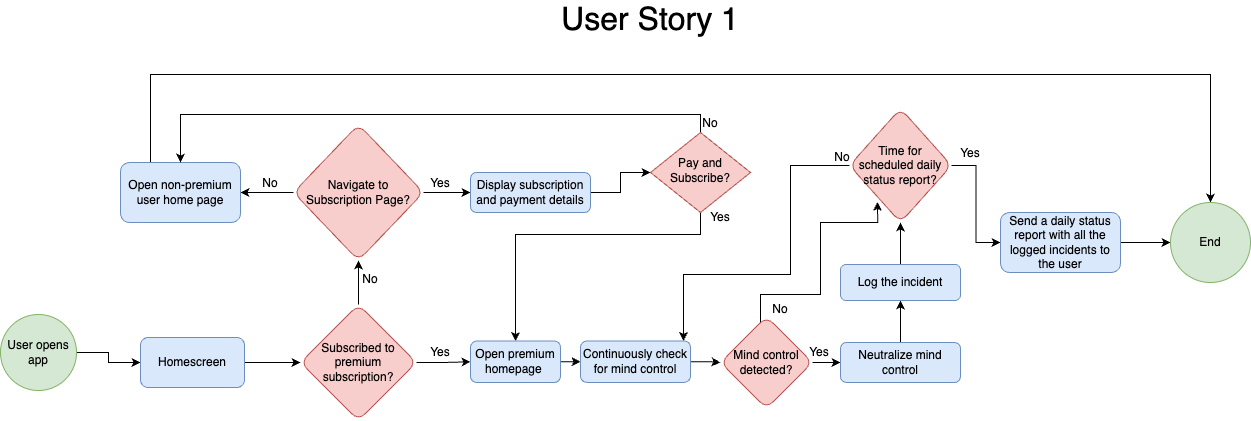 User Story 1
No
Open non-premium
user home page
No
Navigate to
Subscription Page?
Yes
Display subscription
and payment details
Pay and
Subscribe?
Yes
No
Time for
scheduled daily
status report?
Yes
Send a daily status
report with all the
logged incidents to
the user
End
No
Log the incident
No
User opens
app
Homescreen
Subscribed to
premium
subscription?
Yes
Open premium
homepage
Continuously check
for mind control
Mind control
detected?
Yes
Neutralize mind
control